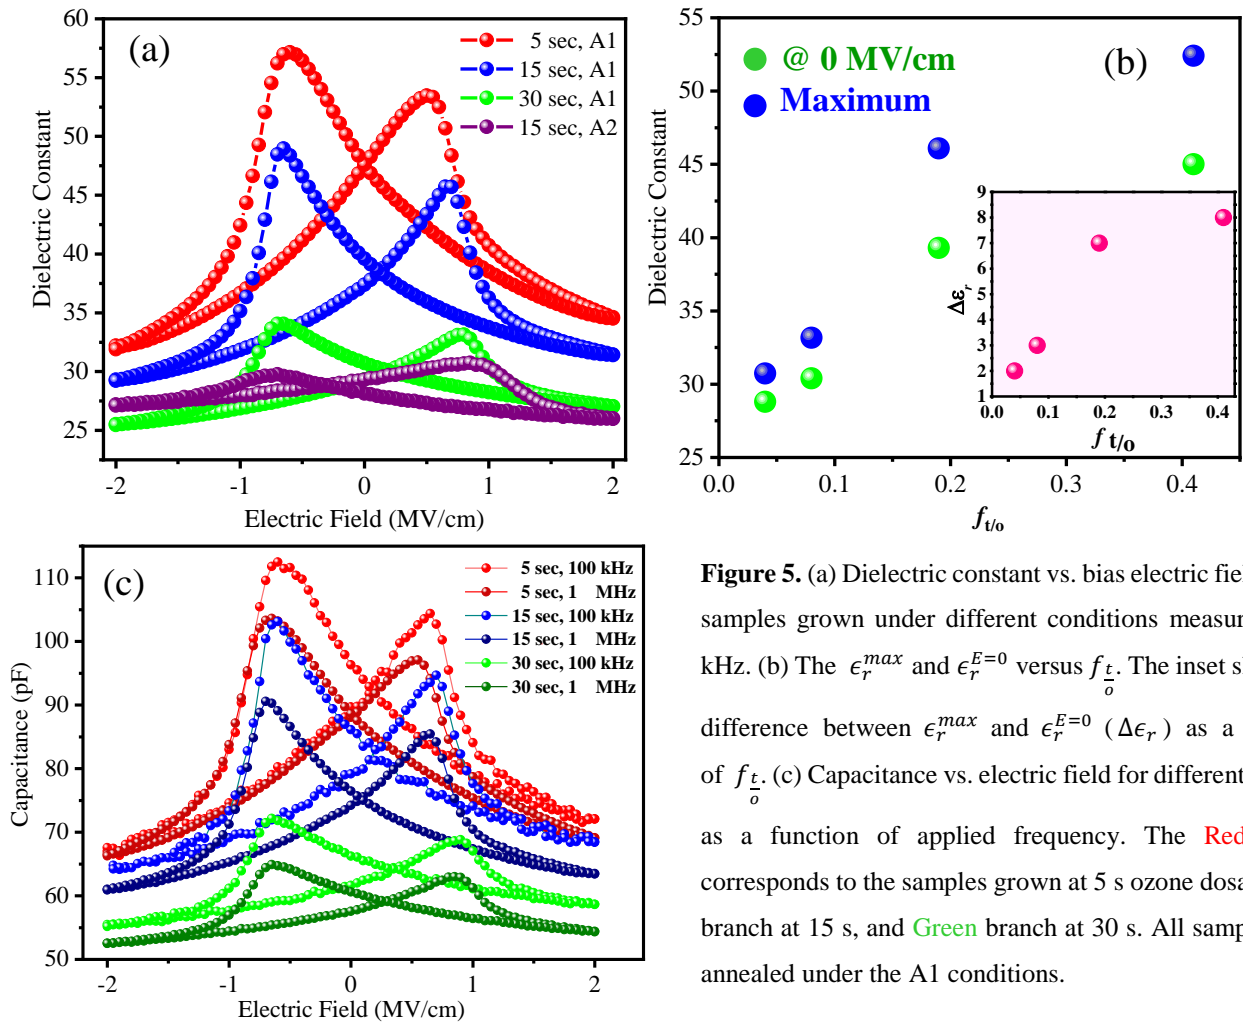 (a)
5 sec, A1
15 sec, A1
30 sec, A1
15 sec, A2
Dielectric Constant
60
55
50
45
40
35
30
25
-2
-1
0
1
2
Electric Field (MV/cm)
(b)
@ 0 MV/cm
Maximum
Dielectric Constant
55
50
45
40
35
30
25
0.0
0.1
0.2
0.3
0.4
f t/o
Δε r
9
8
7
6
5
4
3
2
1
0.0
0.1
0.2
0.3
0.4
f t/o
(c)
5 sec, 100 kHz
5 sec, 1 MHz
15 sec, 100 kHz
15 sec, 1 MHz
30 sec, 100 kHz
30 sec, 1 MHz
Capacitance (pF)
110
100
90
80
70
60
50
-2
-1
0
1
2
Electric Field (MV/cm)
Figure 5. (a) Dielectric constant vs. bias electric fiel
samples grown under different conditions measur
kHz. (b) The ϵ_r^{max} and ϵ_r^{E=0} versus f_{t/o}. The inset s
difference between ϵ_r^{max} and ϵ_r^{E=0} (Δϵ_r) as a
of f_{t/o}. (c) Capacitance vs. electric field for different
as a function of applied frequency. The Red
corresponds to the samples grown at 5 s ozone dosa
branch at 15 s, and Green branch at 30 s. All samp
annealed under the A1 conditions.